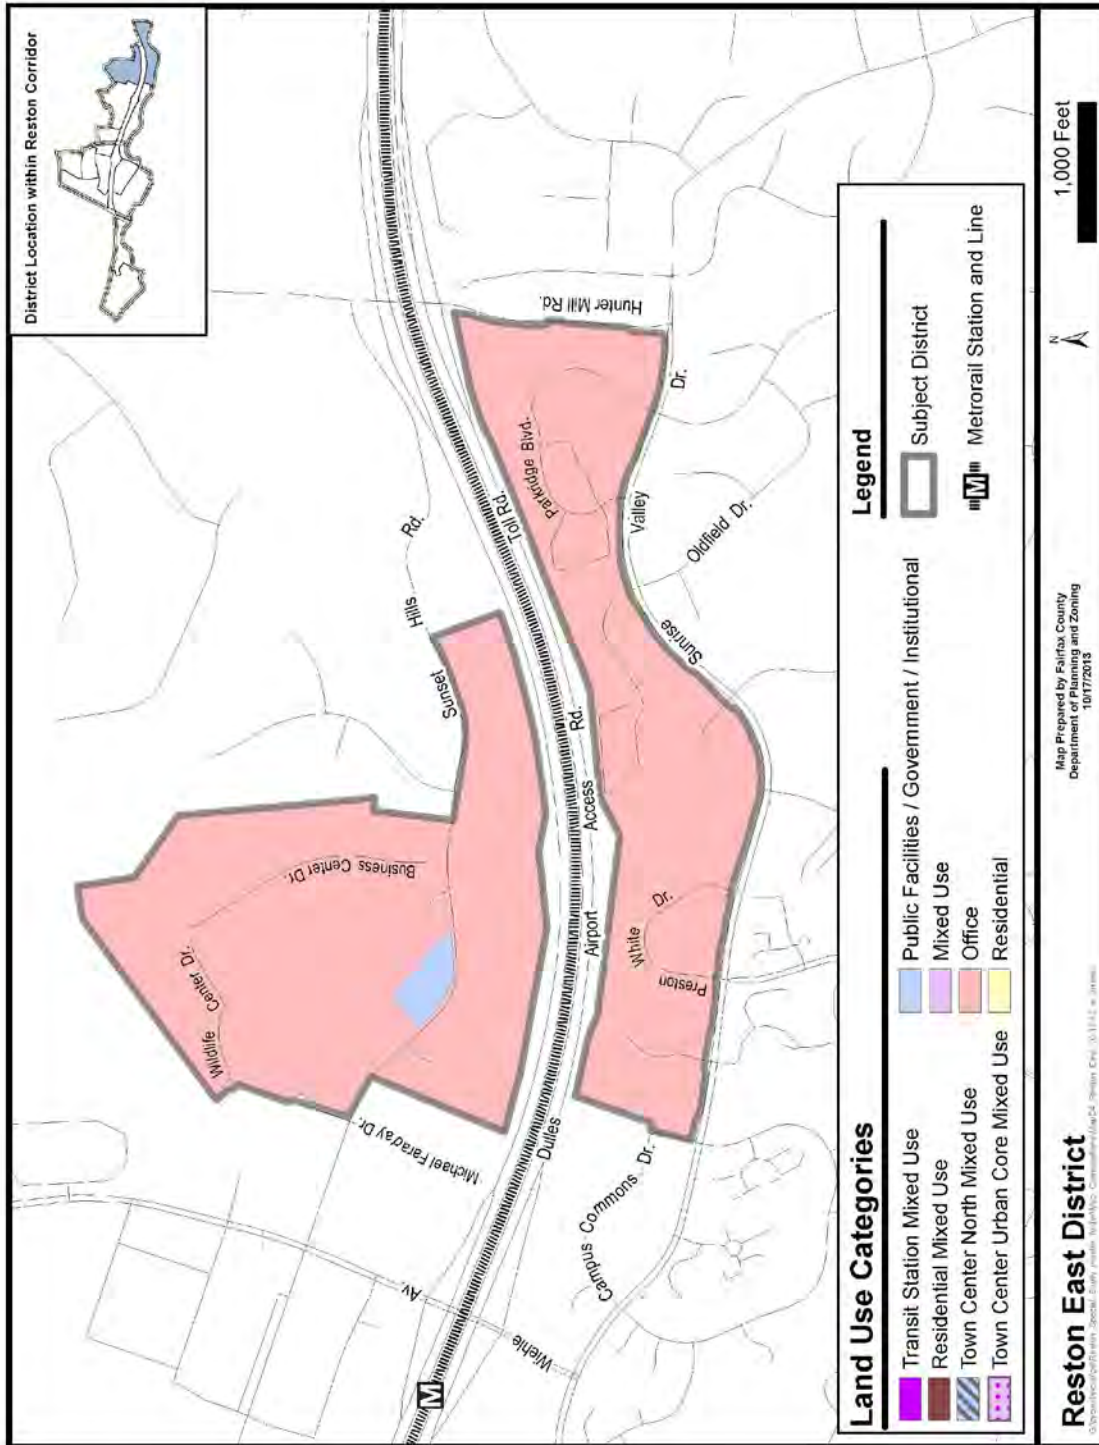 District Location within Reston Corridor
Hunter Mill Rd.
Parkridge Blvd.
Toll Rd.
Dr.
Valley
Oldfield Dr.
Sunrise
Sunset Hills Rd.
Rd.
Access
Airport
Dulles
Business Center Dr.
Wildlife Center Dr.
White
Dr.
Preston
Michael Faraday Dr.
Campus Commons Dr.
Wiehle Av.
M
Land Use Categories
Transit Station Mixed Use
Residential Mixed Use
Town Center North Mixed Use
Town Center Urban Core Mixed Use
Public Facilities / Government / Institutional
Mixed Use
Office
Residential
Legend
Subject District
M Metrorail Station and Line
Reston East District
Map Prepared by Fairfax County
Department of Planning and Zoning
10/17/2013
N
1,000 Feet